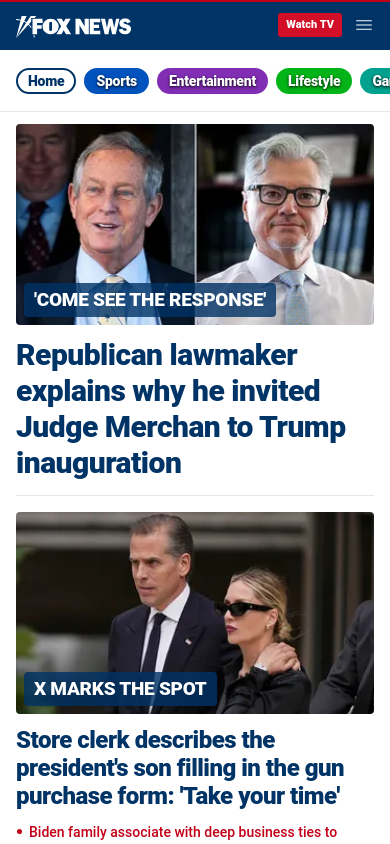 FOX NEWS
Watch TV
Home
Sports
Entertainment
Lifestyle
'COME SEE THE RESPONSE'
Republican lawmaker
explains why he invited
Judge Merchan to Trump
inauguration
X MARKS THE SPOT
Store clerk describes the
president's son filling in the gun
purchase form: 'Take your time'
• Biden family associate with deep business ties to